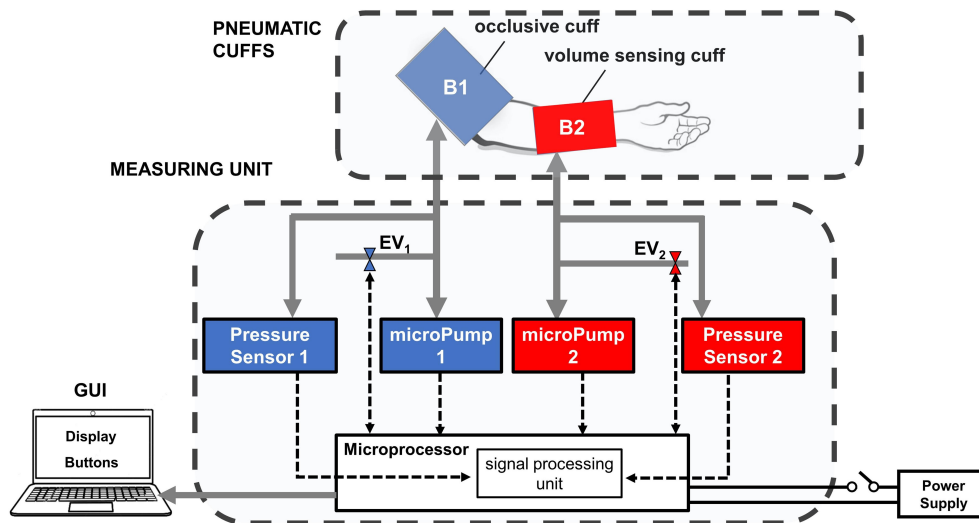 PNEUMATIC
CUFFS
occlusive cuff
volume sensing cuff
B1
B2
MEASURING UNIT
EV₁
EV₂
Pressure
Sensor 1
microPump
1
microPump
2
Pressure
Sensor 2
GUI
Display
Buttons
Microprocessor
signal processing
unit
Power
Supply